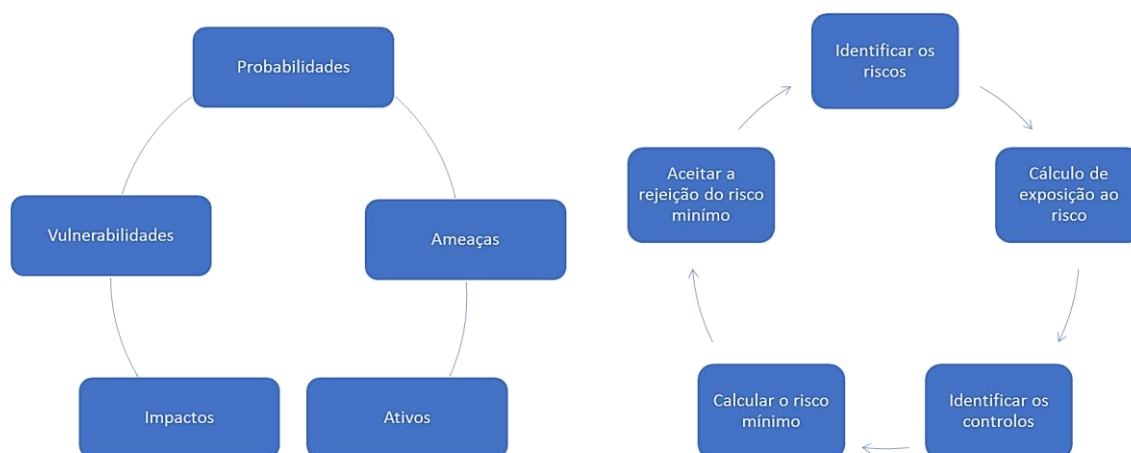 Probabilidades
Vulnerabilidades
Ameaças
Impactos
Ativos
Identificar os
riscos
Aceitar a
rejeição do risco
minímo
Cálculo de
exposição ao
risco
Calcular o risco
mínimo
Identificar os
controlos